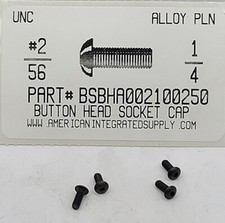 UNC ALLOY PLN
#2 1
56 4
PART# BSBHA002100250
BUTTON HEAD SOCKET CAP
WWW.AMERICANINTEGRATEDSUPPLY.COM